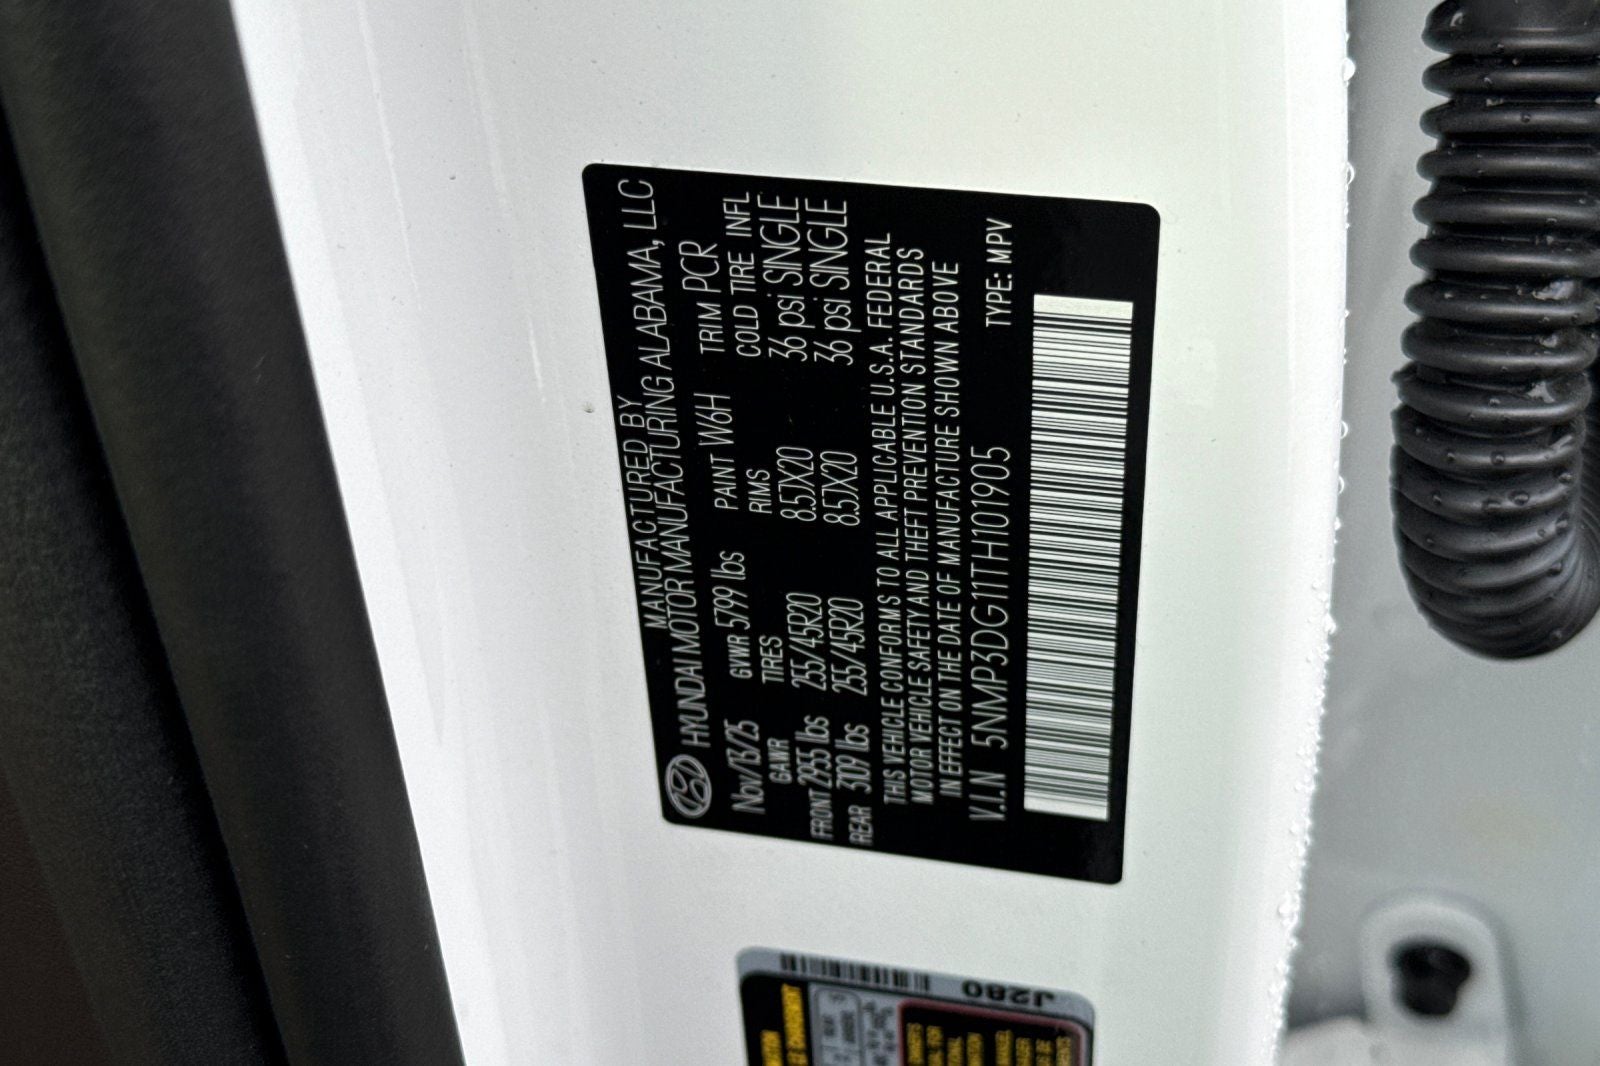 MANUFACTURED BY
HYUNDAI MOTOR MANUFACTURING ALABAMA, LLC
Nov/13/25 GVWR 5799 lbs PAINT W6H TRIM PCR
GAWR TIRES RIMS COLD TIRE INFL
FRONT 2955 lbs 255/45R20 8.5JX20 36 psi SINGLE
REAR 3109 lbs 255/45R20 8.5JX20 36 psi SINGLE
THIS VEHICLE CONFORMS TO ALL APPLICABLE U.S.A. FEDERAL
MOTOR VEHICLE SAFETY AND THEFT PREVENTION STANDARDS
IN EFFECT ON THE DATE OF MANUFACTURE SHOWN ABOVE
V.I.N 5NMP3DG11TH101905 TYPE: MPV
J280